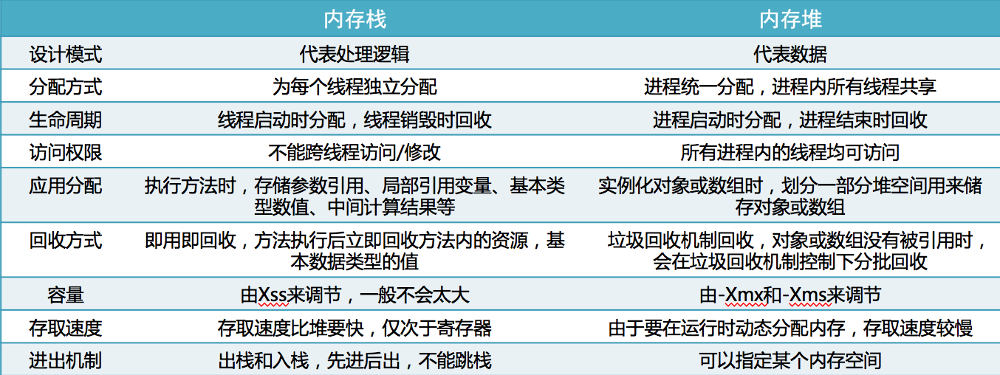 内存栈 内存堆
设计模式 代表处理逻辑 代表数据
分配方式 为每个线程独立分配 进程统一分配，进程内所有线程共享
生命周期 线程启动时分配，线程销毁时回收 进程启动时分配，进程结束时回收
访问权限 不能跨线程访问/修改 所有进程内的线程均可访问
应用分配 执行方法时，存储参数引用、局部引用变量、基本类 实例化对象或数组时，划分一部分堆空间用来储
型数值、中间计算结果等 存对象或数组
回收方式 即用即回收，方法执行后立即回收方法内的资源，基 垃圾回收机制回收，对象或数组没有被引用时，
本数据类型的值 会在垃圾回收机制控制下分批回收
容量 由Xss来调节，一般不会太大 由-Xmx和-Xms来调节
存取速度 存取速度比堆要快，仅次于寄存器 由于要在运行时动态分配内存，存取速度较慢
进出机制 出栈和入栈，先进后出，不能跳栈 可以指定某个内存空间